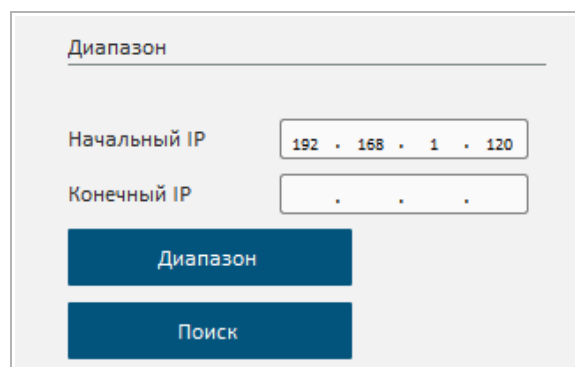 Диапазон
Начальный IP 192 . 168 . 1 . 120
Конечный IP . . .
Диапазон
Поиск